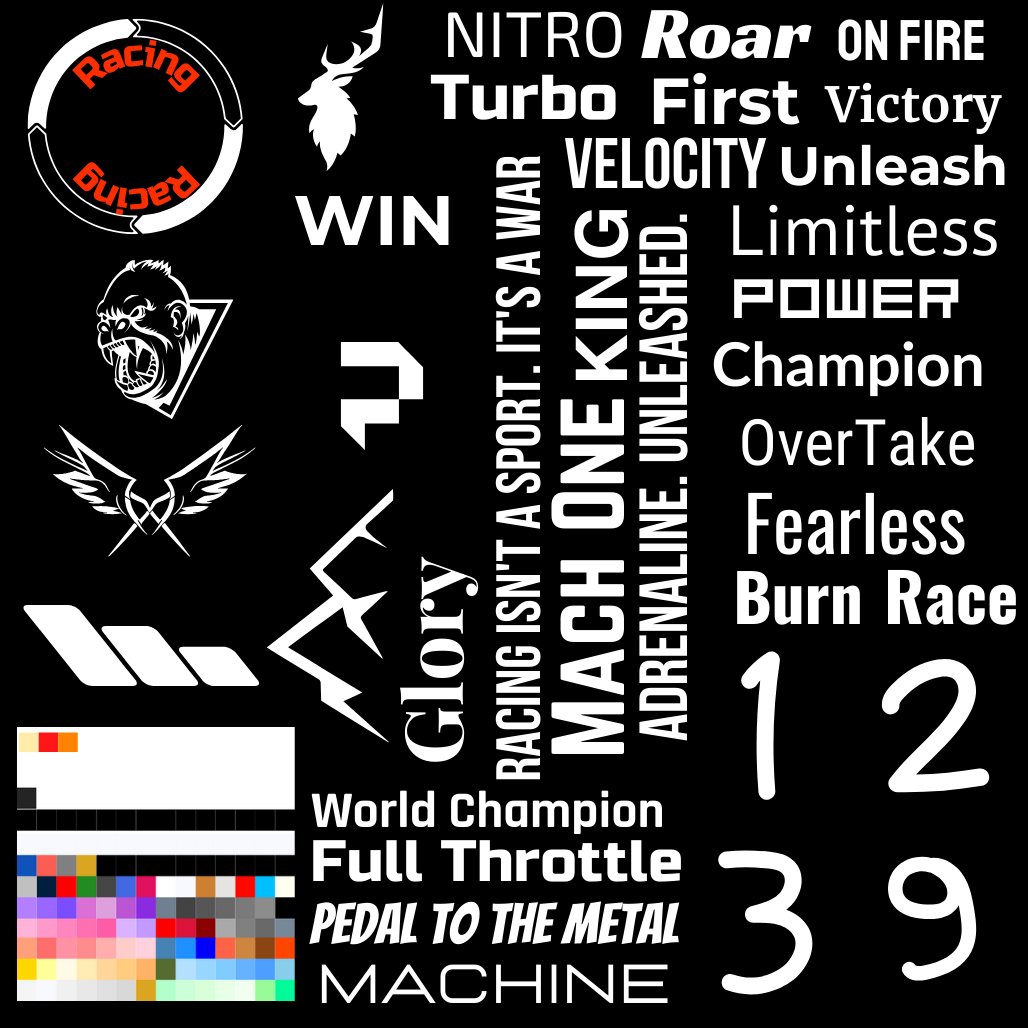 Racing
Racing
NITRO
Roar
ON FIRE
Turbo
First
Victory
VELOCITY
Unleash
WIN
Limitless
POWER
Champion
OverTake
Fearless
Burn Race
RACING ISN'T A SPORT. IT'S A WAR
MACH ONE KING
ADRENALINE. UNLEASHED.
Glory
1 2
3 9
World Champion
Full Throttle
PEDAL TO THE METAL
MACHINE